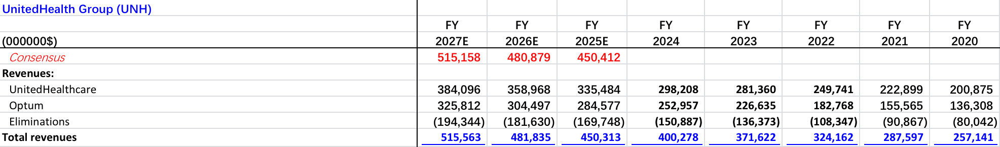 UnitedHealth Group (UNH)
FY FY FY FY FY FY FY FY
(000000$) 2027E 2026E 2025E 2024 2023 2022 2021 2020
Consensus 515,158 480,879 450,412
Revenues:
UnitedHealthcare 384,096 358,968 335,484 298,208 281,360 249,741 222,899 200,875
Optum 325,812 304,497 284,577 252,957 226,635 182,768 155,565 136,308
Eliminations (194,344) (181,630) (169,748) (150,887) (136,373) (108,347) (90,867) (80,042)
Total revenues 515,563 481,835 450,313 400,278 371,622 324,162 287,597 257,141